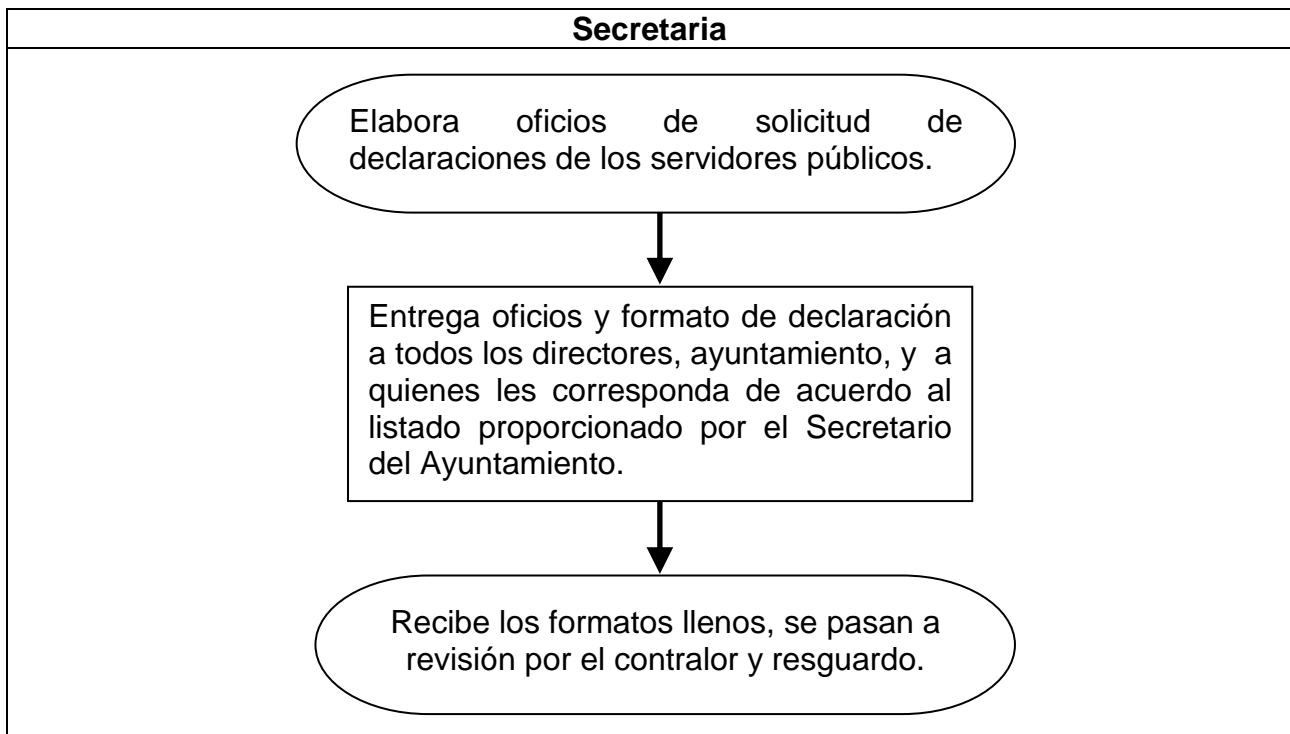 Secretaria
Elabora oficios de solicitud de
declaraciones de los servidores públicos.
Entrega oficios y formato de declaración
a todos los directores, ayuntamiento, y a
quienes les corresponda de acuerdo al
listado proporcionado por el Secretario
del Ayuntamiento.
Recibe los formatos llenos, se pasan a
revisión por el contralor y resguardo.